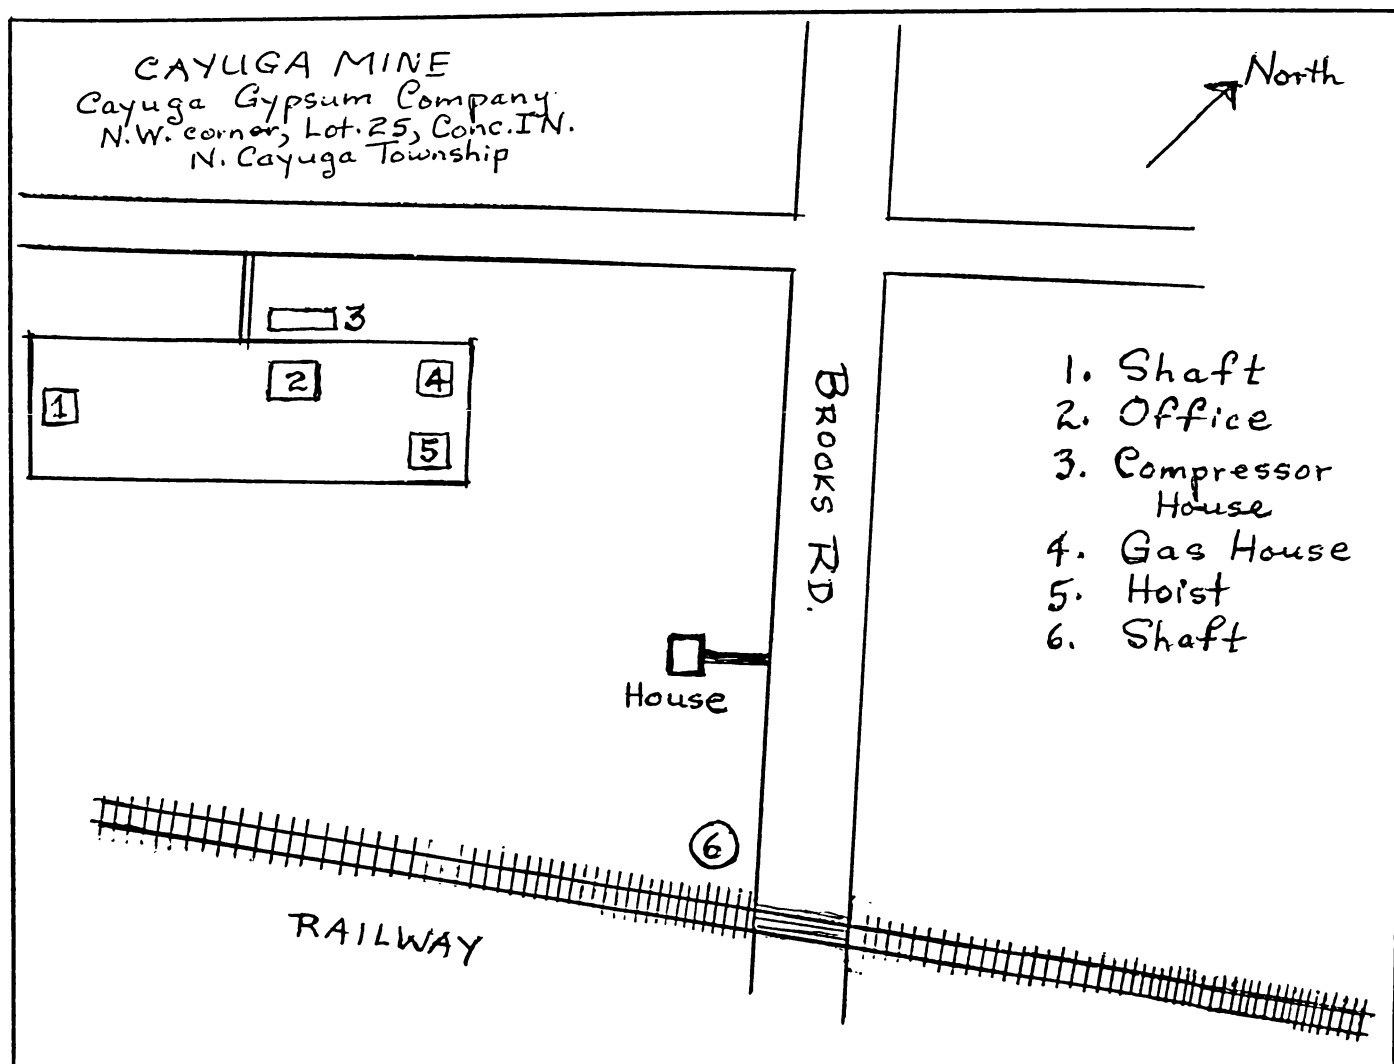 CAYUGA MINE
Cayuga Gypsum Company
N.W. corner, Lot.25, Conc.IN.
N. Cayuga Township
North
3
1
2
4
5
BROOKS RD.
1. Shaft
2. Office
3. Compressor
House
4. Gas House
5. Hoist
6. Shaft
House
6
RAILWAY